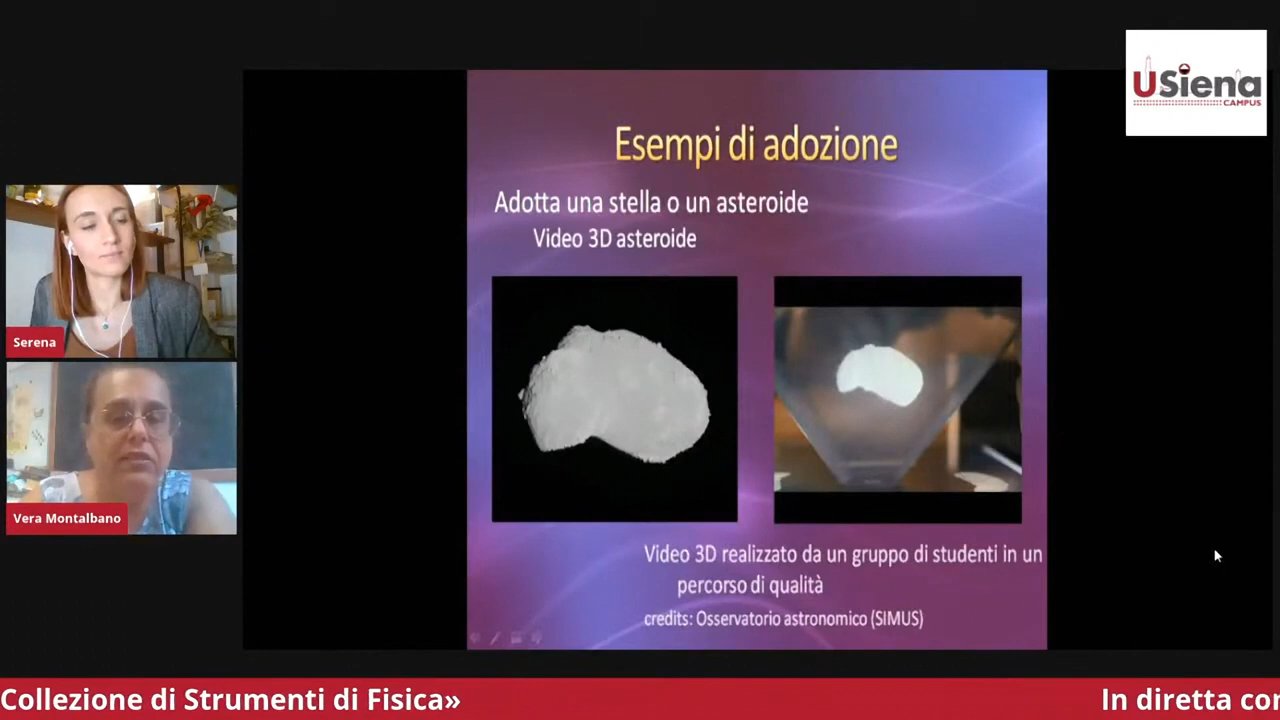 USiena
CAMPUS
Esempi di adozione
Adotta una stella o un asteroide
Video 3D asteroide
Serena
Vera Montalbano
Video 3D realizzato da un gruppo di studenti in un
percorso di qualità
credits: Osservatorio astronomico (SIMUS)
Collezione di Strumenti di Fisica» In diretta con